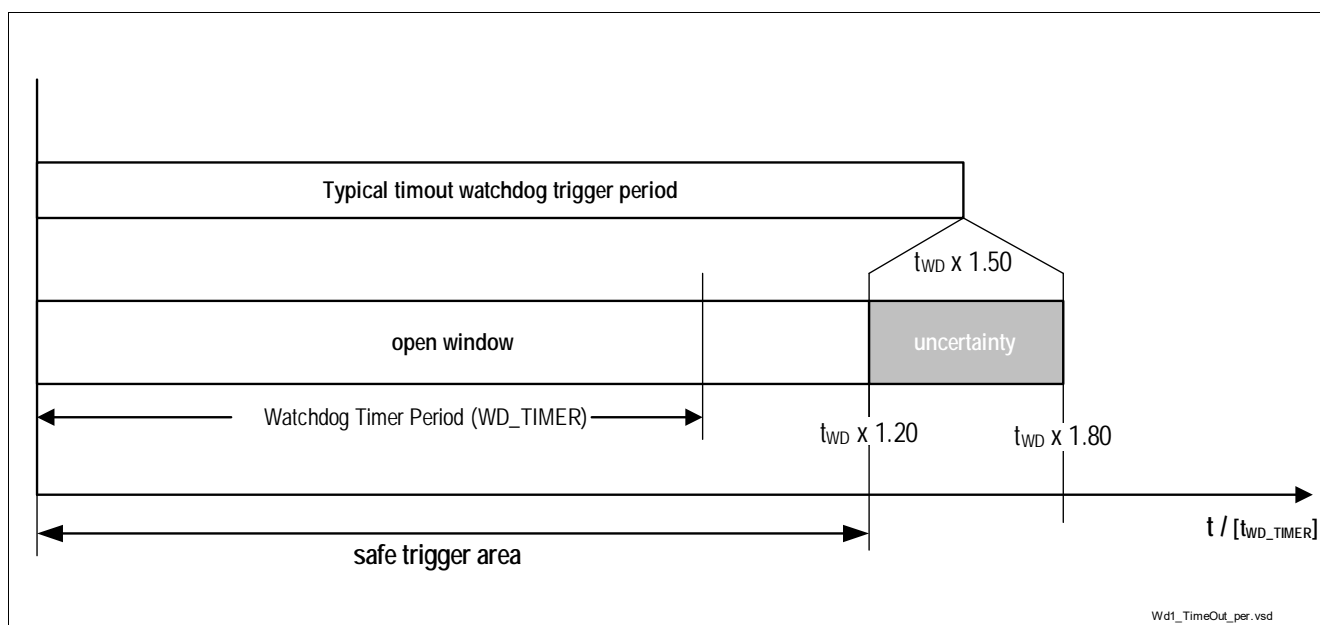 Typical timout watchdog trigger period
tWD x 1.50
open window
uncertainty
Watchdog Timer Period (WD_TIMER)
tWD x 1.20
tWD x 1.80
t / [tWD_TIMER]
safe trigger area
Wd1_TimeOut_per.vsd